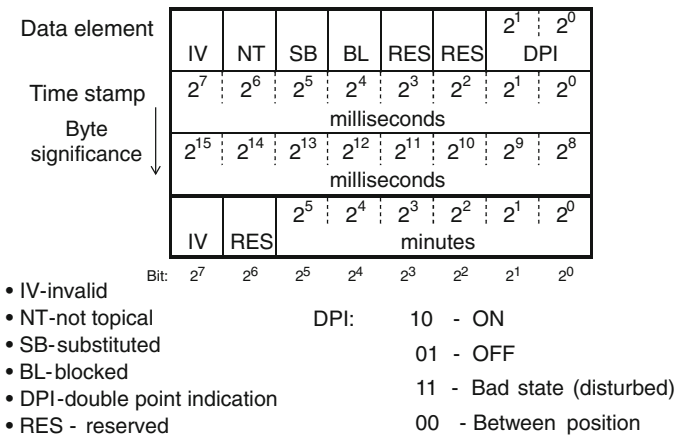 Data element
2^1 2^0
IV NT SB BL RES RES DPI
Time stamp
2^7 2^6 2^5 2^4 2^3 2^2 2^1 2^0
milliseconds
Byte significance
2^15 2^14 2^13 2^12 2^11 2^10 2^9 2^8
milliseconds
2^5 2^4 2^3 2^2 2^1 2^0
IV RES minutes
Bit: 2^7 2^6 2^5 2^4 2^3 2^2 2^1 2^0
• IV-invalid
• NT-not topical
• SB-substituted
• BL-blocked
• DPI-double point indication
• RES - reserved
DPI: 10 - ON
01 - OFF
11 - Bad state (disturbed)
00 - Between position